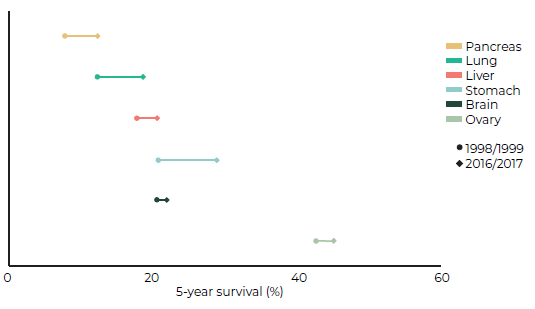 Pancreas
Lung
Liver
Stomach
Brain
Ovary
1998/1999
2016/2017
0 20 40 60
5-year survival (%)